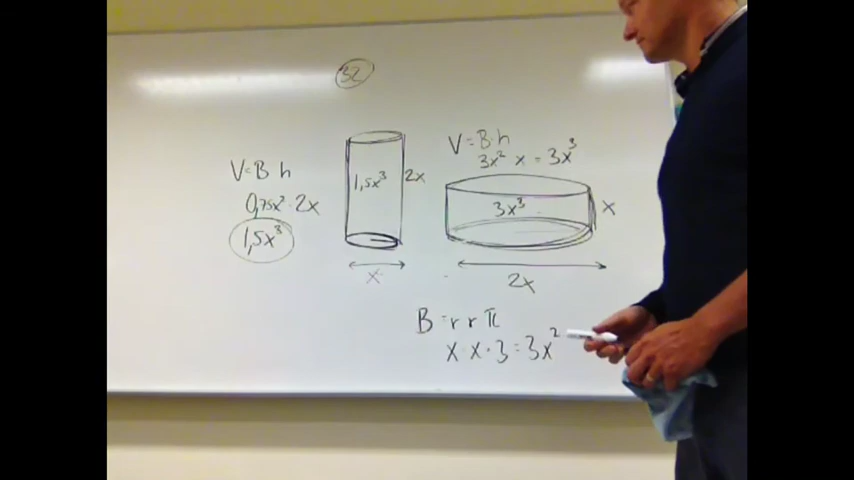 32
V=B h
0,75x² · 2x
1,5x³
1,5x³
2x
x
V=B·h
3x² x = 3x³
3x³
x
2x
B = r r π
x · x · 3 = 3x²